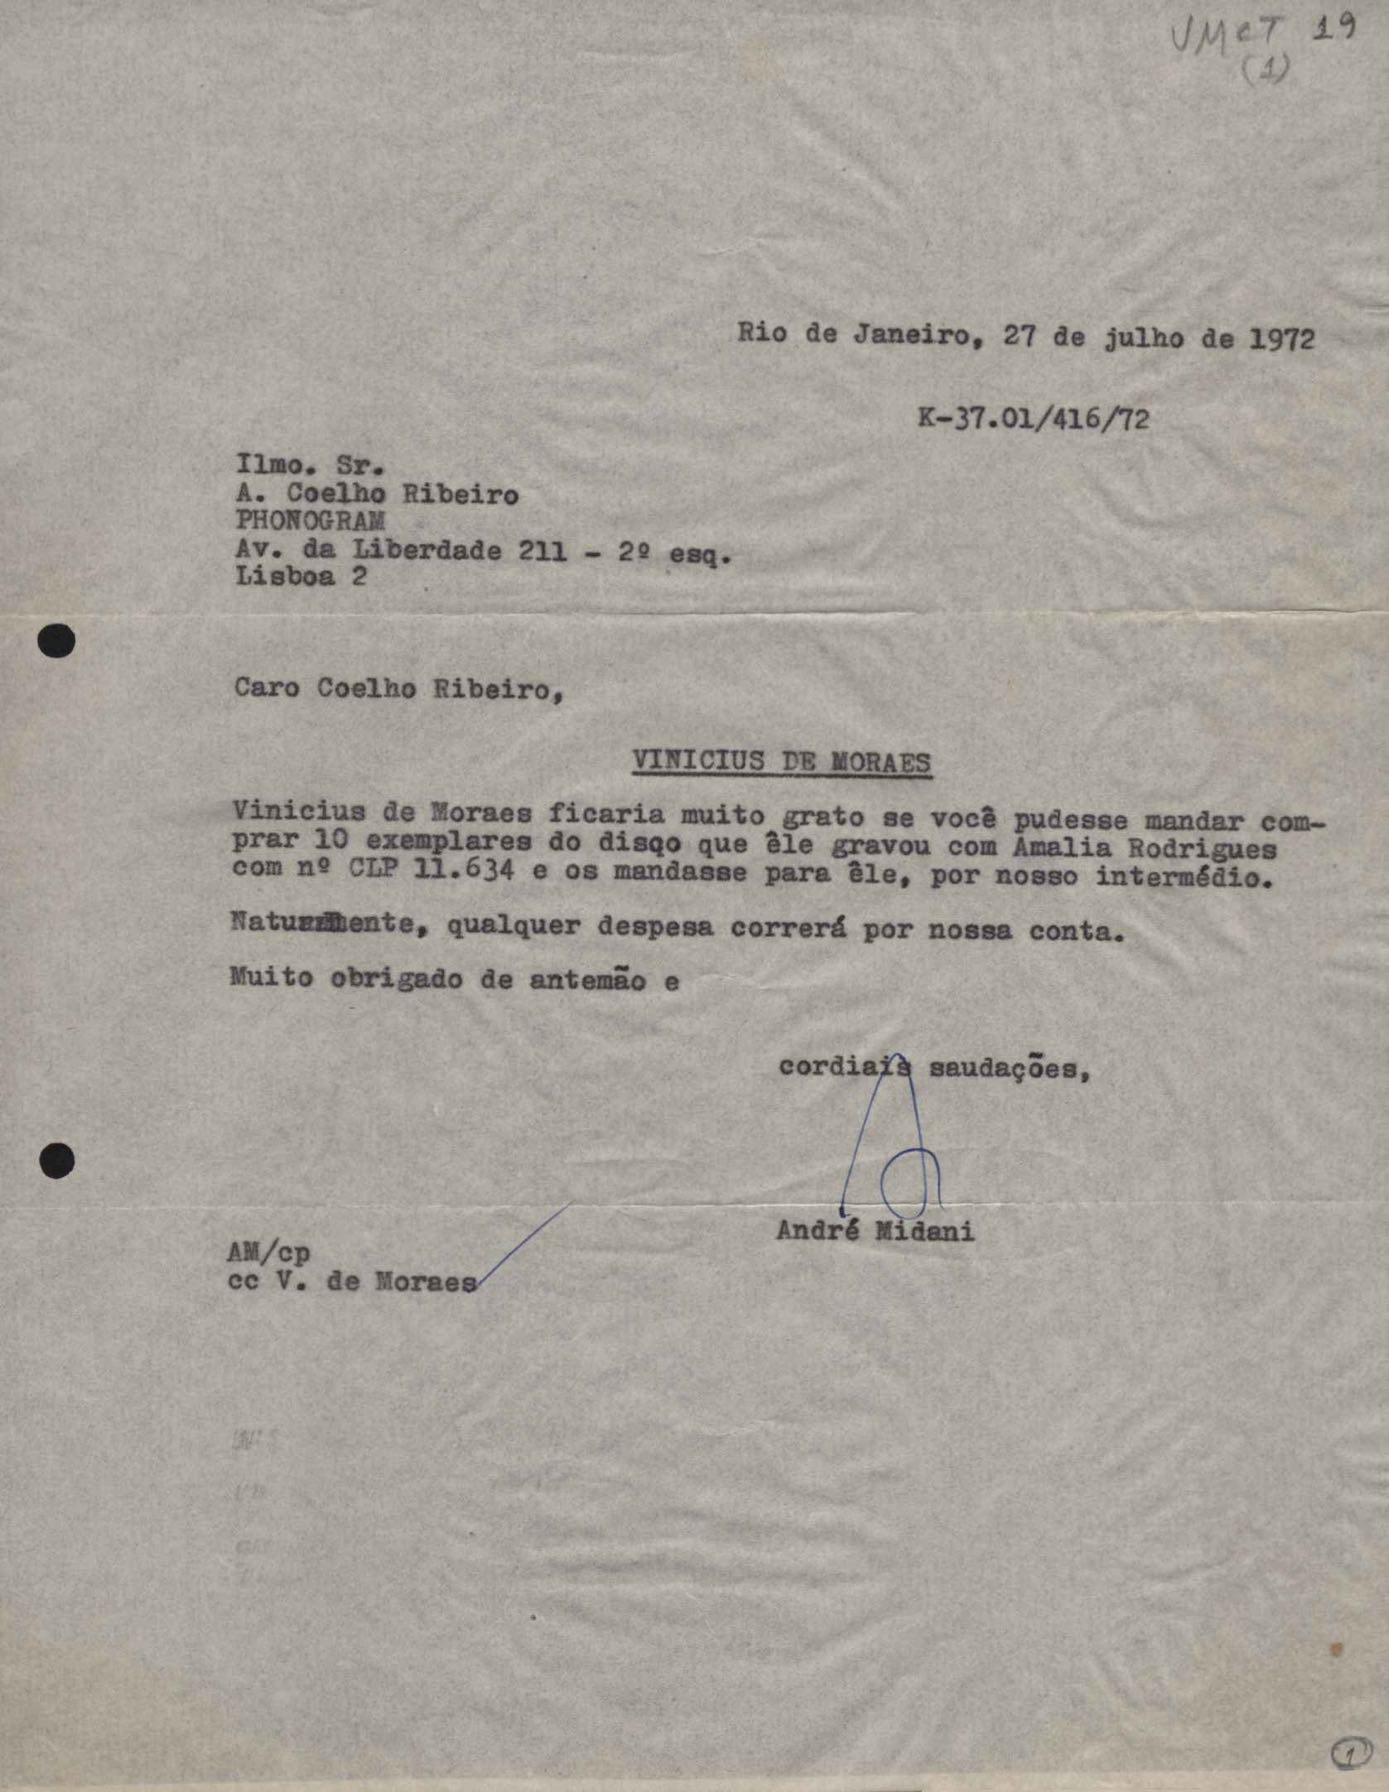 VMCT 19
(1)
Rio de Janeiro, 27 de julho de 1972
K-37.01/416/72
Ilmo. Sr.
A. Coelho Ribeiro
PHONOGRAM
Av. da Liberdade 211 - 2º esq.
Lisboa 2
Caro Coelho Ribeiro,
VINICIUS DE MORAES
Vinicius de Moraes ficaria muito grato se você pudesse mandar com-
prar 10 exemplares do disqo que êle gravou com Amalia Rodrigues
com nº CLP 11.634 e os mandasse para êle, por nosso intermédio.
qualquer despesa correrá por nossa conta.
Muito obrigado de antemão e
cordiais saudações,
André Midani
AM/cp
cc V. de Moraes
1